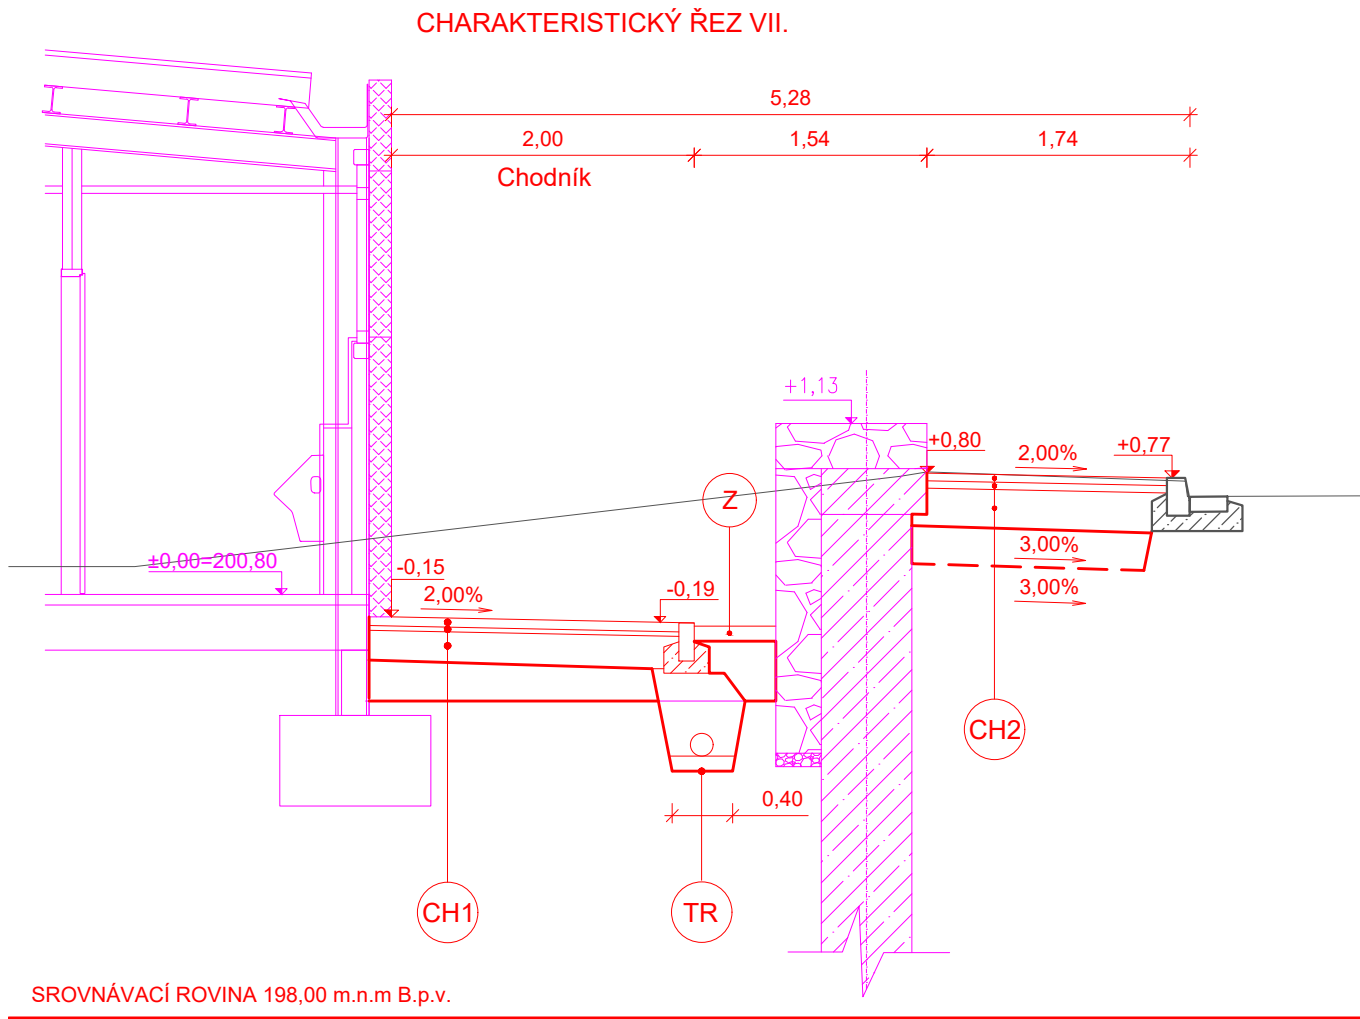 CHARAKTERISTICKÝ ŘEZ VII.
5,28
2,00
1,54
1,74
Chodník
+1,13
+0,80
2,00%
+0,77
Z
±0,00=200,80
-0,15
2,00%
-0,19
3,00%
3,00%
CH2
0,40
CH1
TR
SROVNÁVACÍ ROVINA 198,00 m.n.m B.p.v.